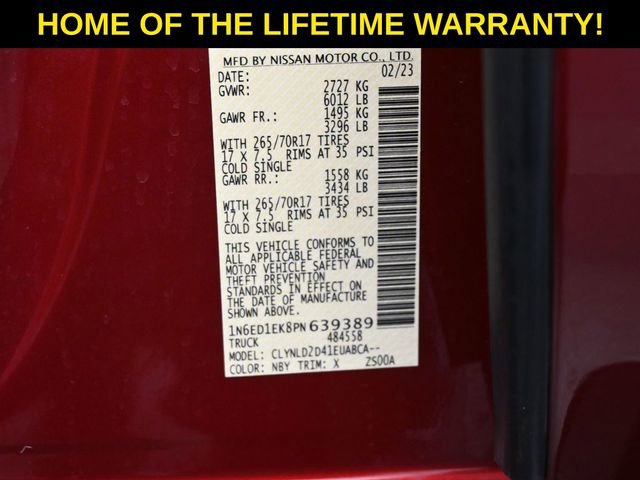 HOME OF THE LIFETIME WARRANTY!
MFD BY NISSAN MOTOR CO., LTD.
DATE: 02/23
GVWR: 2727 KG
6012 LB
GAWR FR.: 1495 KG
3296 LB
WITH 265/70R17 TIRES
17 X 7.5 RIMS AT 35 PSI
COLD SINGLE
GAWR RR.: 1558 KG
3434 LB
WITH 265/70R17 TIRES
17 X 7.5 RIMS AT 35 PSI
COLD SINGLE
THIS VEHICLE CONFORMS TO
ALL APPLICABLE FEDERAL
MOTOR VEHICLE SAFETY AND
THEFT PREVENTION
STANDARDS IN EFFECT ON
THE DATE OF MANUFACTURE
SHOWN ABOVE.
1N6ED1EK8PN639389
TRUCK 484558
MODEL: CLYNLD2D41EUABCA--
COLOR: NBY TRIM: X ZS00A